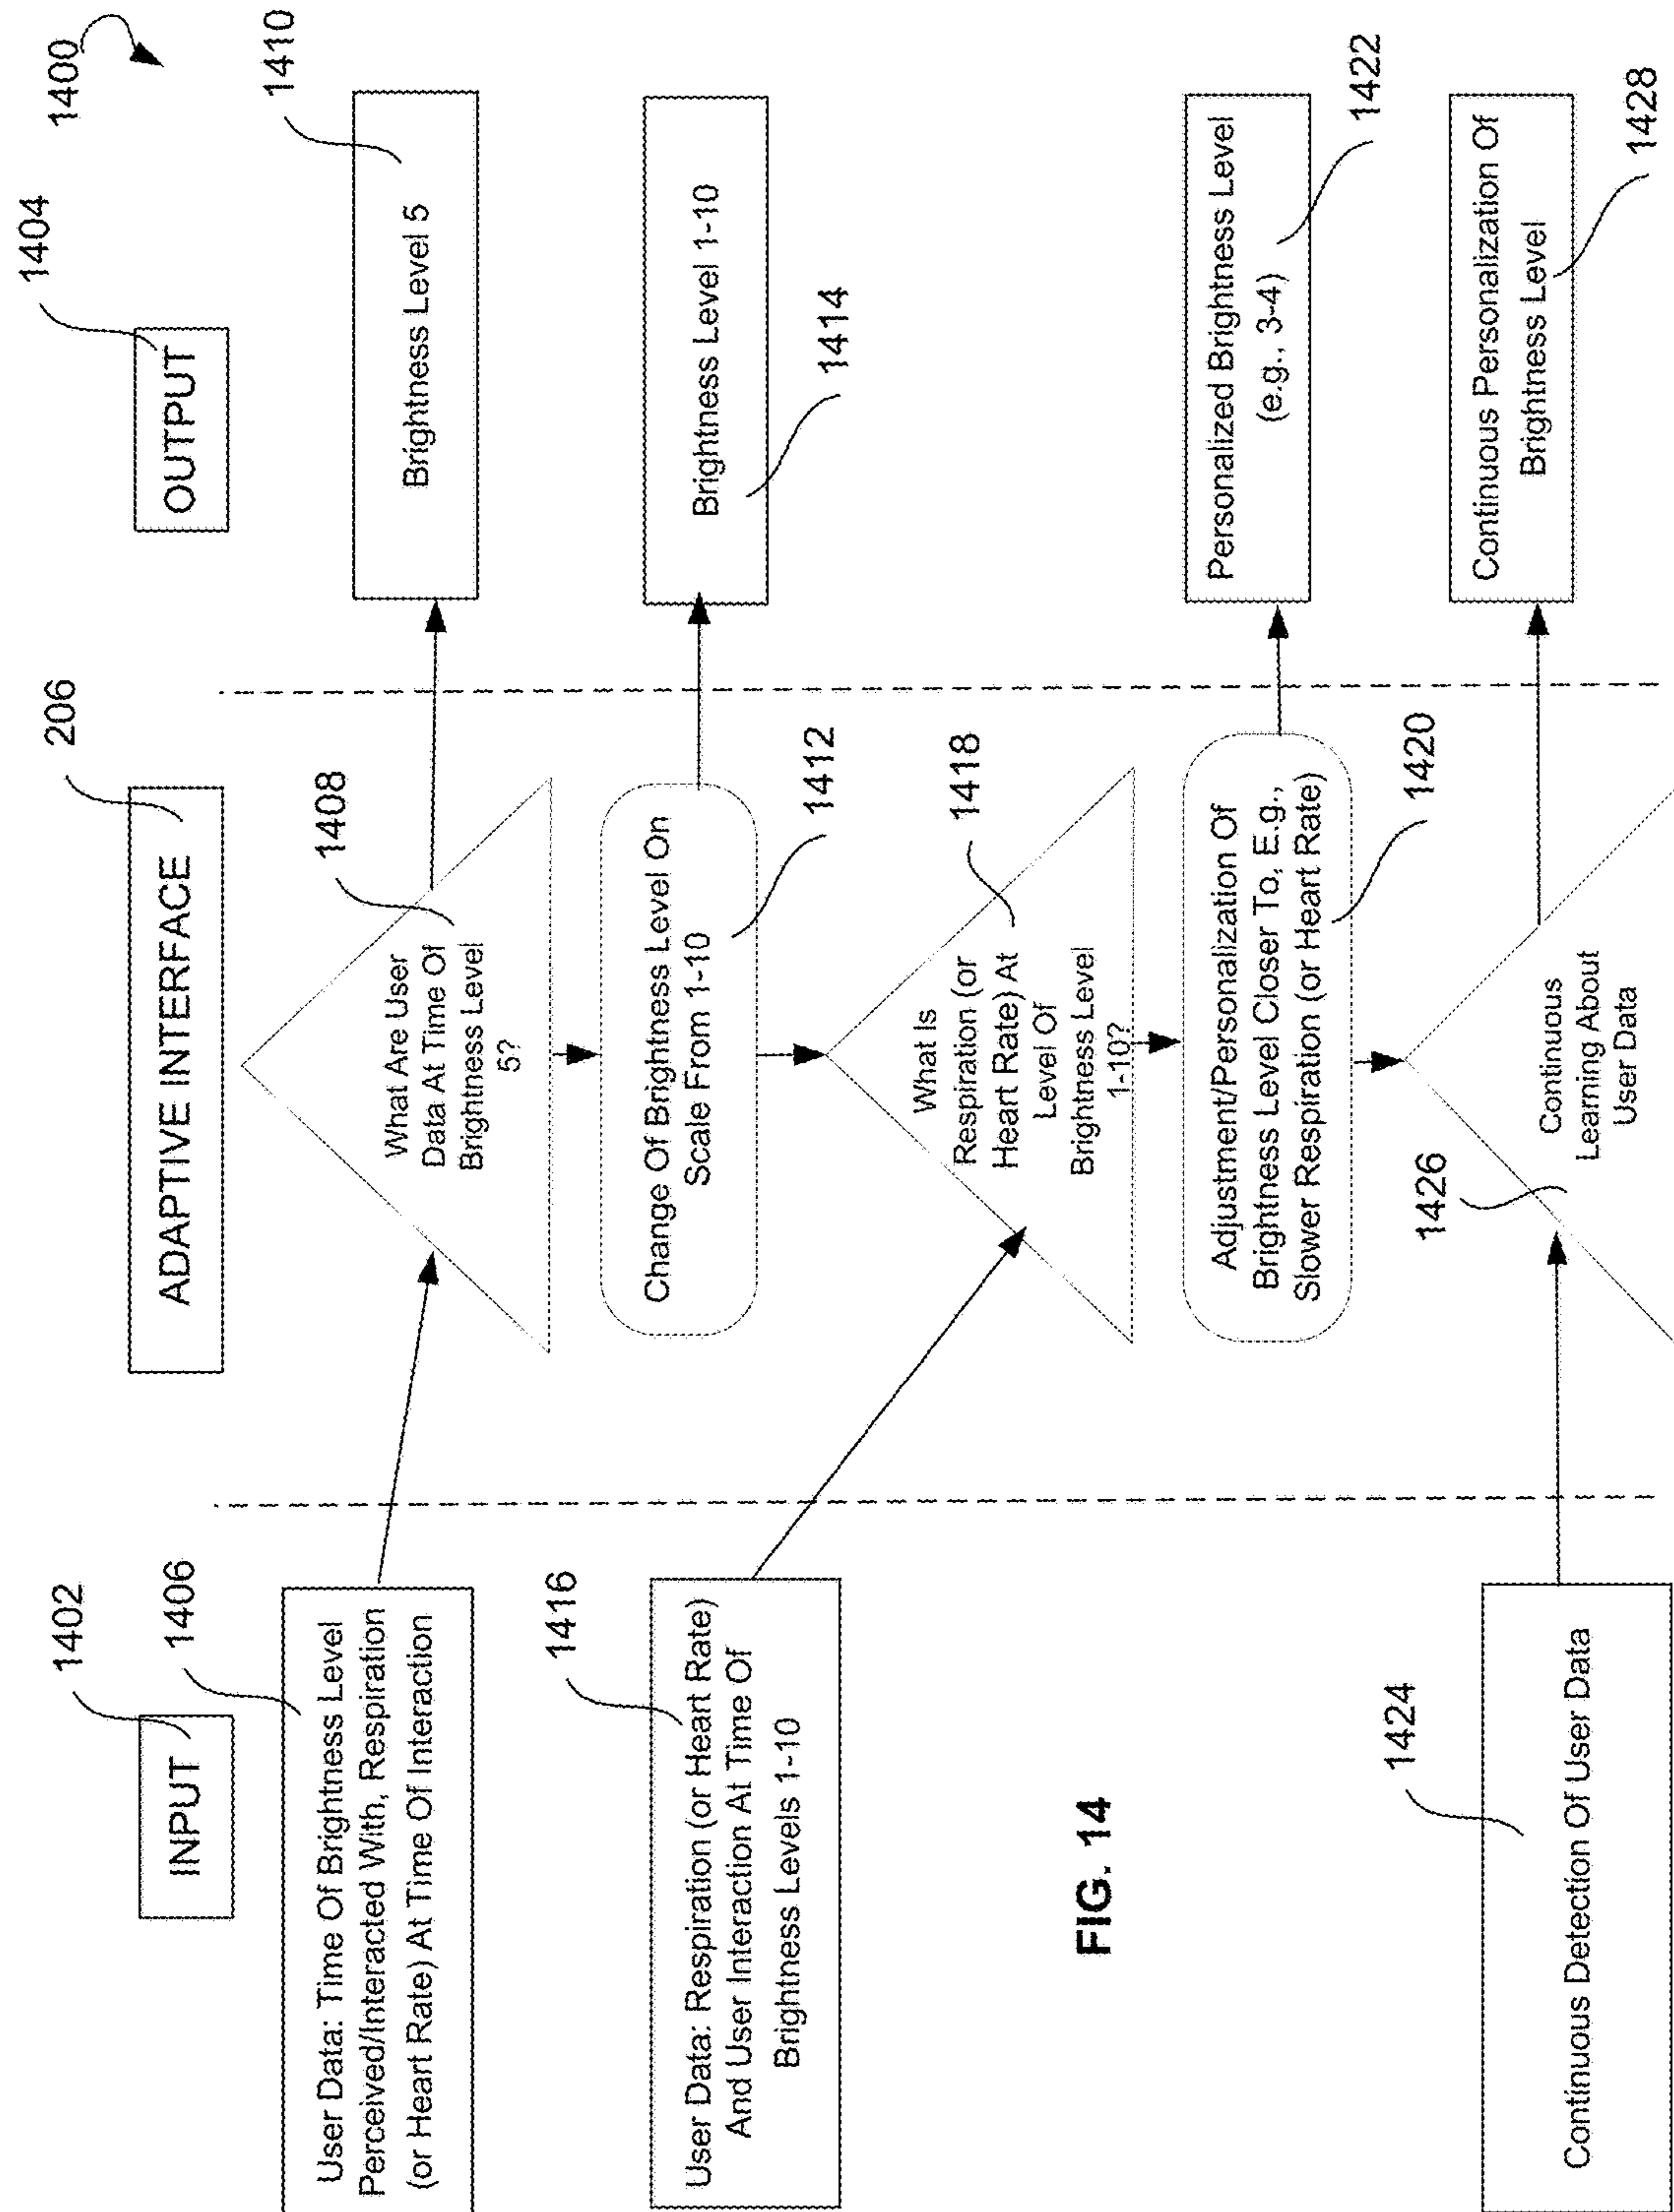 1400
1402
206
1404
INPUT
ADAPTIVE INTERFACE
OUTPUT
1406
User Data: Time Of Brightness Level
Perceived/Interacted With, Respiration
(or Heart Rate) At Time Of Interaction
1408
What Are User
Data At Time Of
Brightness Level
5?
1410
Brightness Level 5
Change Of Brightness Level On
Scale From 1-10
1412
Brightness Level 1-10
1414
1416
User Data: Respiration (or Heart Rate)
And User Interaction At Time Of
Brightness Levels 1-10
1418
What Is
Respiration (or
Heart Rate) At
Level Of
Brightness Level
1-10?
Adjustment/Personalization Of
Brightness Level Closer To, E.g.,
Slower Respiration (or Heart Rate)
1420
Personalized Brightness Level
(e.g., 3-4)
1422
1424
Continuous Detection Of User Data
1426
Continuous
Learning About
User Data
Continuous Personalization Of
Brightness Level
1428
FIG. 14